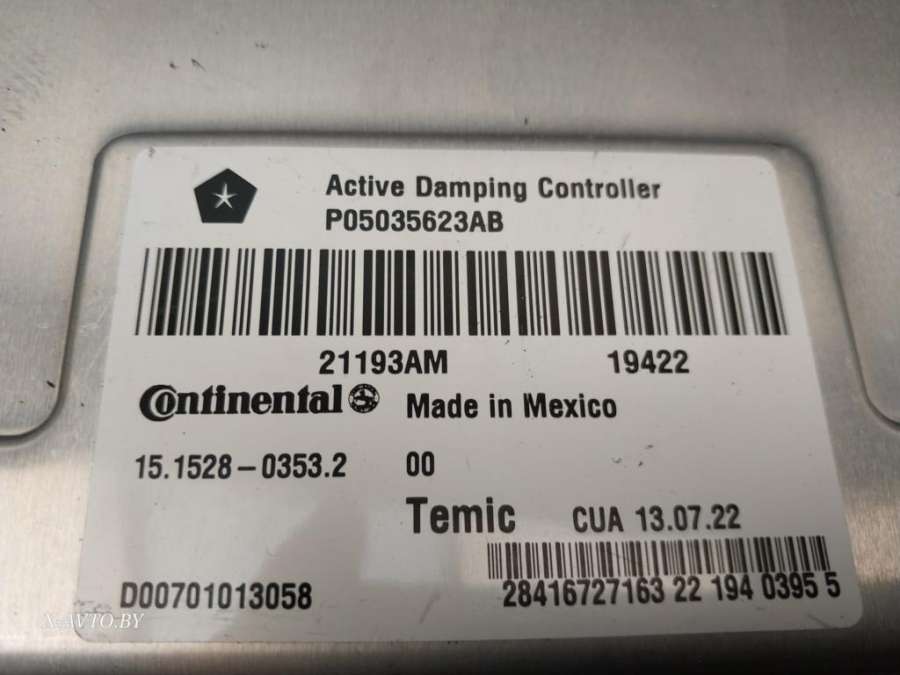 Active Damping Controller
P05035623AB
21193AM 19422
Continental Made in Mexico
15.1528-0353.2 00
Temic CUA 13.07.22
D00701013058 28416727163 22 194 0395 5
X-AVTO.BY